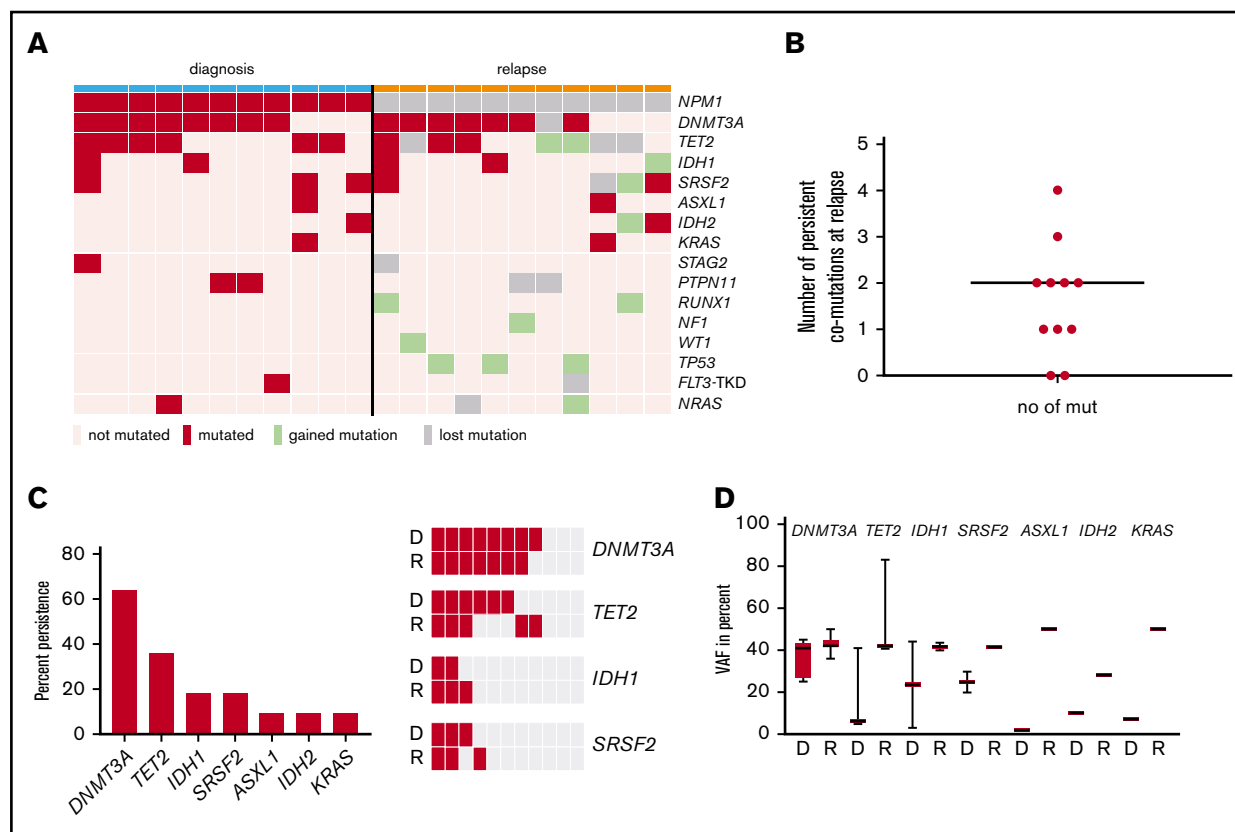 A
diagnosis
relapse
NPM1
DNMT3A
TET2
IDH1
SRSF2
ASXL1
IDH2
KRAS
STAG2
PTPN11
RUNX1
NF1
WT1
TP53
FLT3-TKD
NRAS
not mutated
mutated
gained mutation
lost mutation
B
Number of persistent
co-mutations at relapse
5
4
3
2
1
0
no of mut
C
Percent persistence
80
60
40
20
0
DNMT3A
TET2
IDH1
SRSF2
ASXL1
IDH2
KRAS
D
R
DNMT3A
D
R
TET2
D
R
IDH1
D
R
SRSF2
D
VAF in percent
100
80
60
40
20
0
DNMT3A TET2 IDH1 SRSF2 ASXL1 IDH2 KRAS
D R D R D R D R D R D R D R